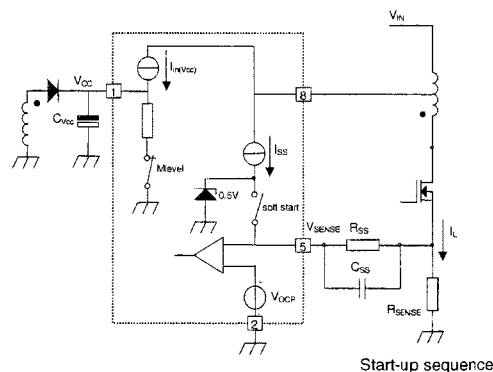 V_IN
V_CC
I_in(Vcc)
1
8
C_Vcc
Mlevel
I_SS
0.5V
soft start
V_SENSE
R_SS
I_L
5
C_SS
V_OCP
R_SENSE
2
Start-up sequence